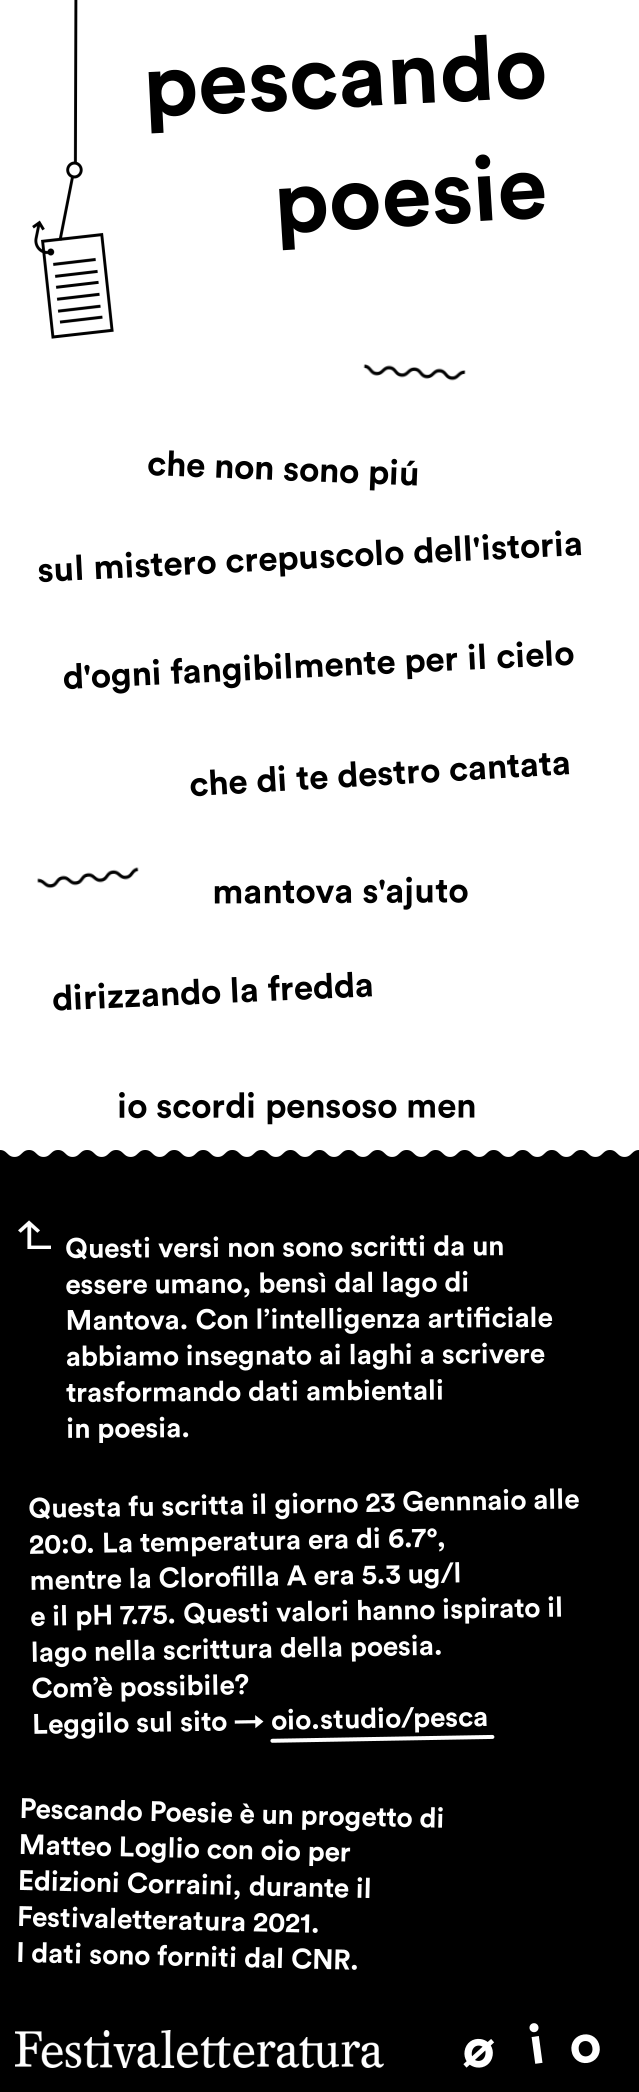 pescando
poesie
che non sono piú
sul mistero crepuscolo dell'istoria
d'ogni fangibilmente per il cielo
che di te destro cantata
mantova s'ajuto
dirizzando la fredda
io scordi pensoso men
Questi versi non sono scritti da un
essere umano, bensì dal lago di
Mantova. Con l’intelligenza artificiale
abbiamo insegnato ai laghi a scrivere
trasformando dati ambientali
in poesia.
Questa fu scritta il giorno 23 Gennnaio alle
20:0. La temperatura era di 6.7°,
mentre la Clorofilla A era 5.3 ug/l
e il pH 7.75. Questi valori hanno ispirato il
lago nella scrittura della poesia.
Com’è possibile?
Leggilo sul sito → oio.studio/pesca
Pescando Poesie è un progetto di
Matteo Loglio con oio per
Edizioni Corraini, durante il
Festivaletteratura 2021.
I dati sono forniti dal CNR.
Festivaletteratura ø i o